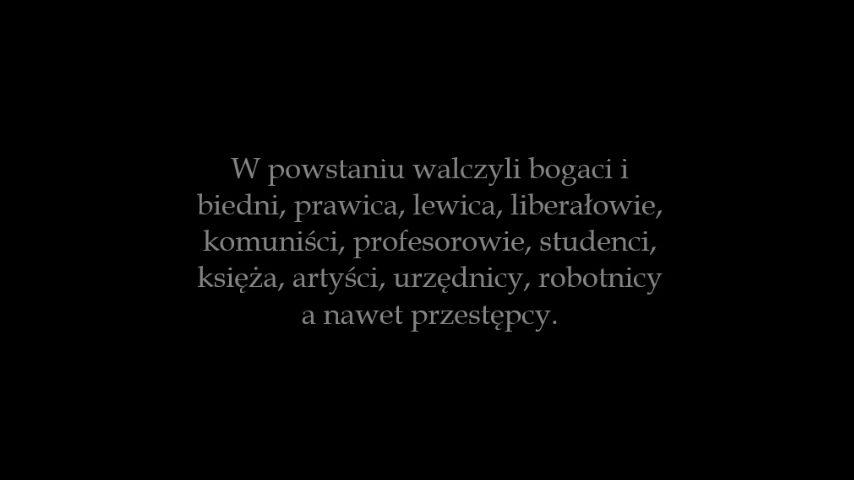 W powstaniu walczyli bogaci i
biedni, prawica, lewica, liberałowie,
komuniści, profesorowie, studenci,
księża, artyści, urzędnicy, robotnicy
a nawet przestępcy.